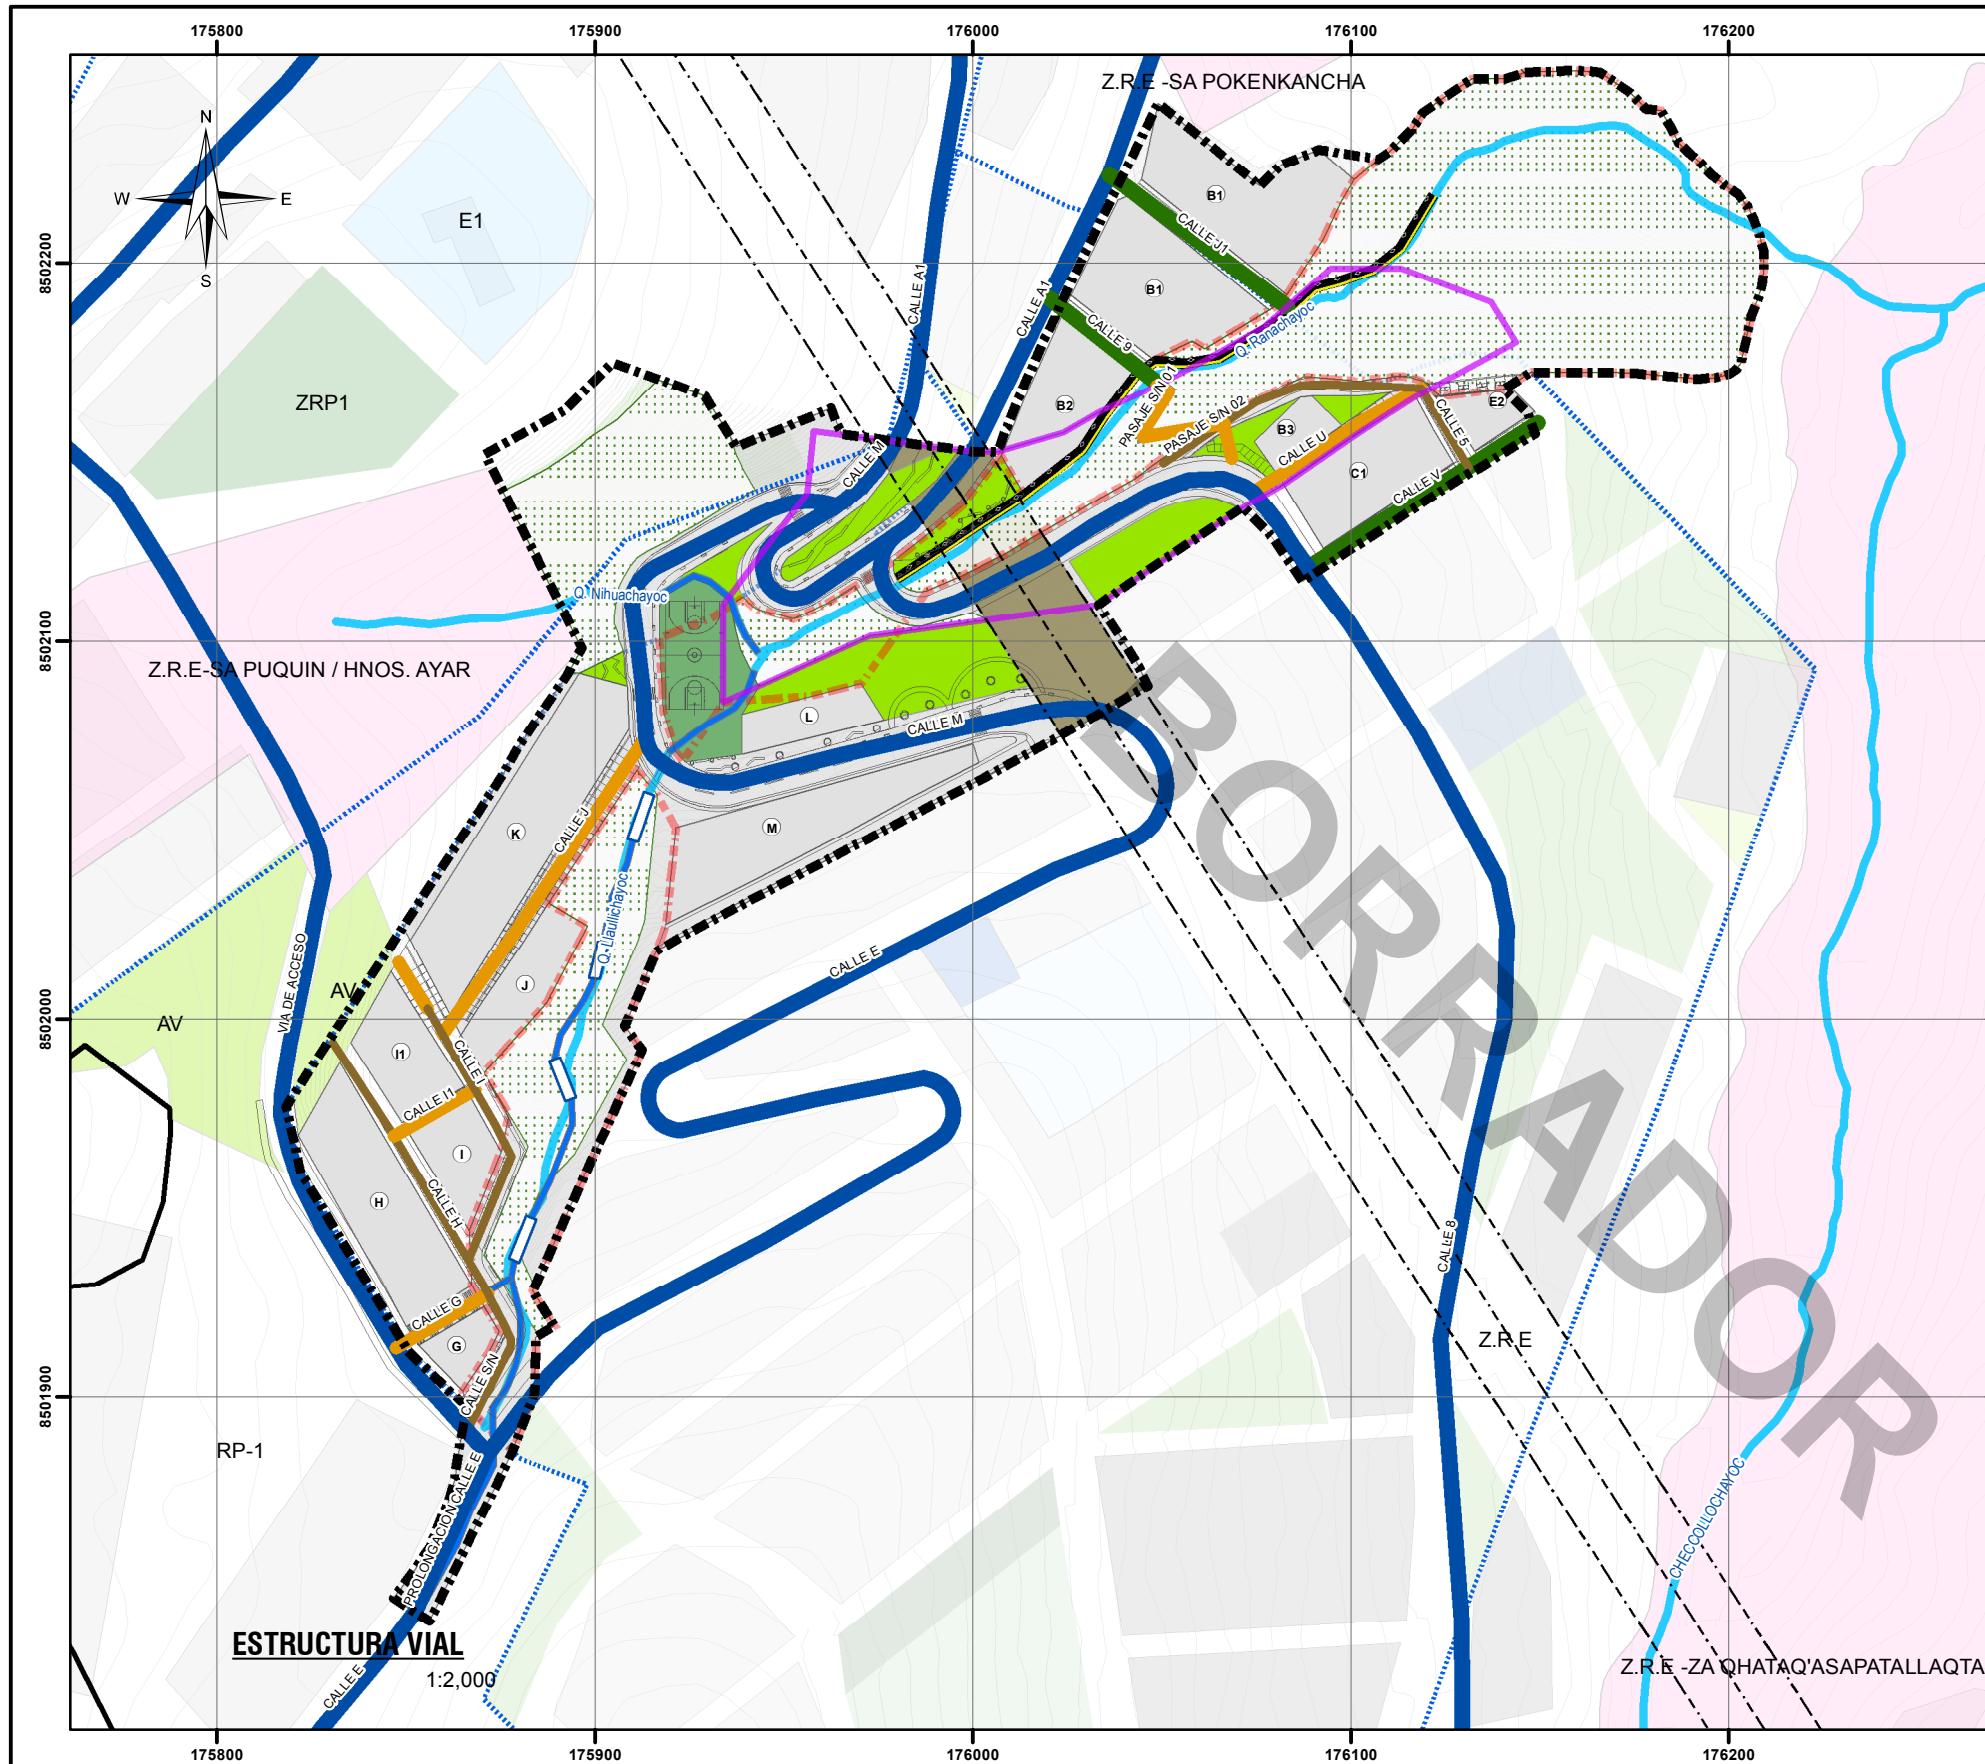 175800
175900
176000
176100
176200
Z.R.E -SA POKENKANCHA
N
W
E
S
E1
B1
CALLE J1
8502200
8502200
CALLE A1
CALLE A1
B1
CALLE 9
Q. Ranachayoc
ZRP1
B2
PASAJE S/N 01
PASAJE S/N 02
B3
CALLE U
CALLE 5
E2
C1
CALLE V
CALLE M
Q. Nihuachayoc
8502100
Z.R.E-SA PUQUIN / HNOS. AYAR
L
CALLE M
K
CALLE J
M
Q. Llaullichayoc
CALLE E
J
VIA DE ACCESO
AV
AV
8502000
I1
CALLE I
CALLE I1
I
H
CALLE H
CALLE 8
CALLE G
G
CALLE S/N
Z.R.E
8501900
RP-1
PROLONGACION CALLE E
CHECCOLLOCHAYOC
BORRADOR
ESTRUCTURA VIAL
1:2,000
CALLE E
Z.R.E -ZA QHATAQ'ASAPATALLAQTA
175800
175900
176000
176100
176200